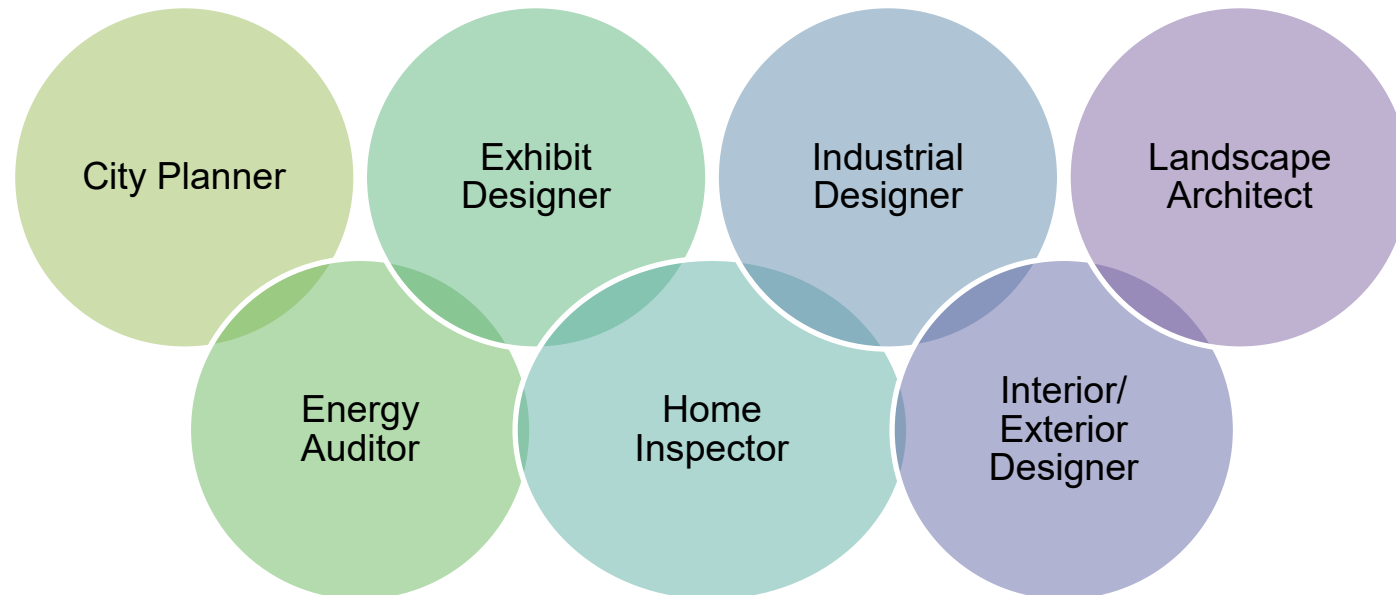 City Planner
Exhibit
Designer
Industrial
Designer
Landscape
Architect
Energy
Auditor
Home
Inspector
Interior/
Exterior
Designer